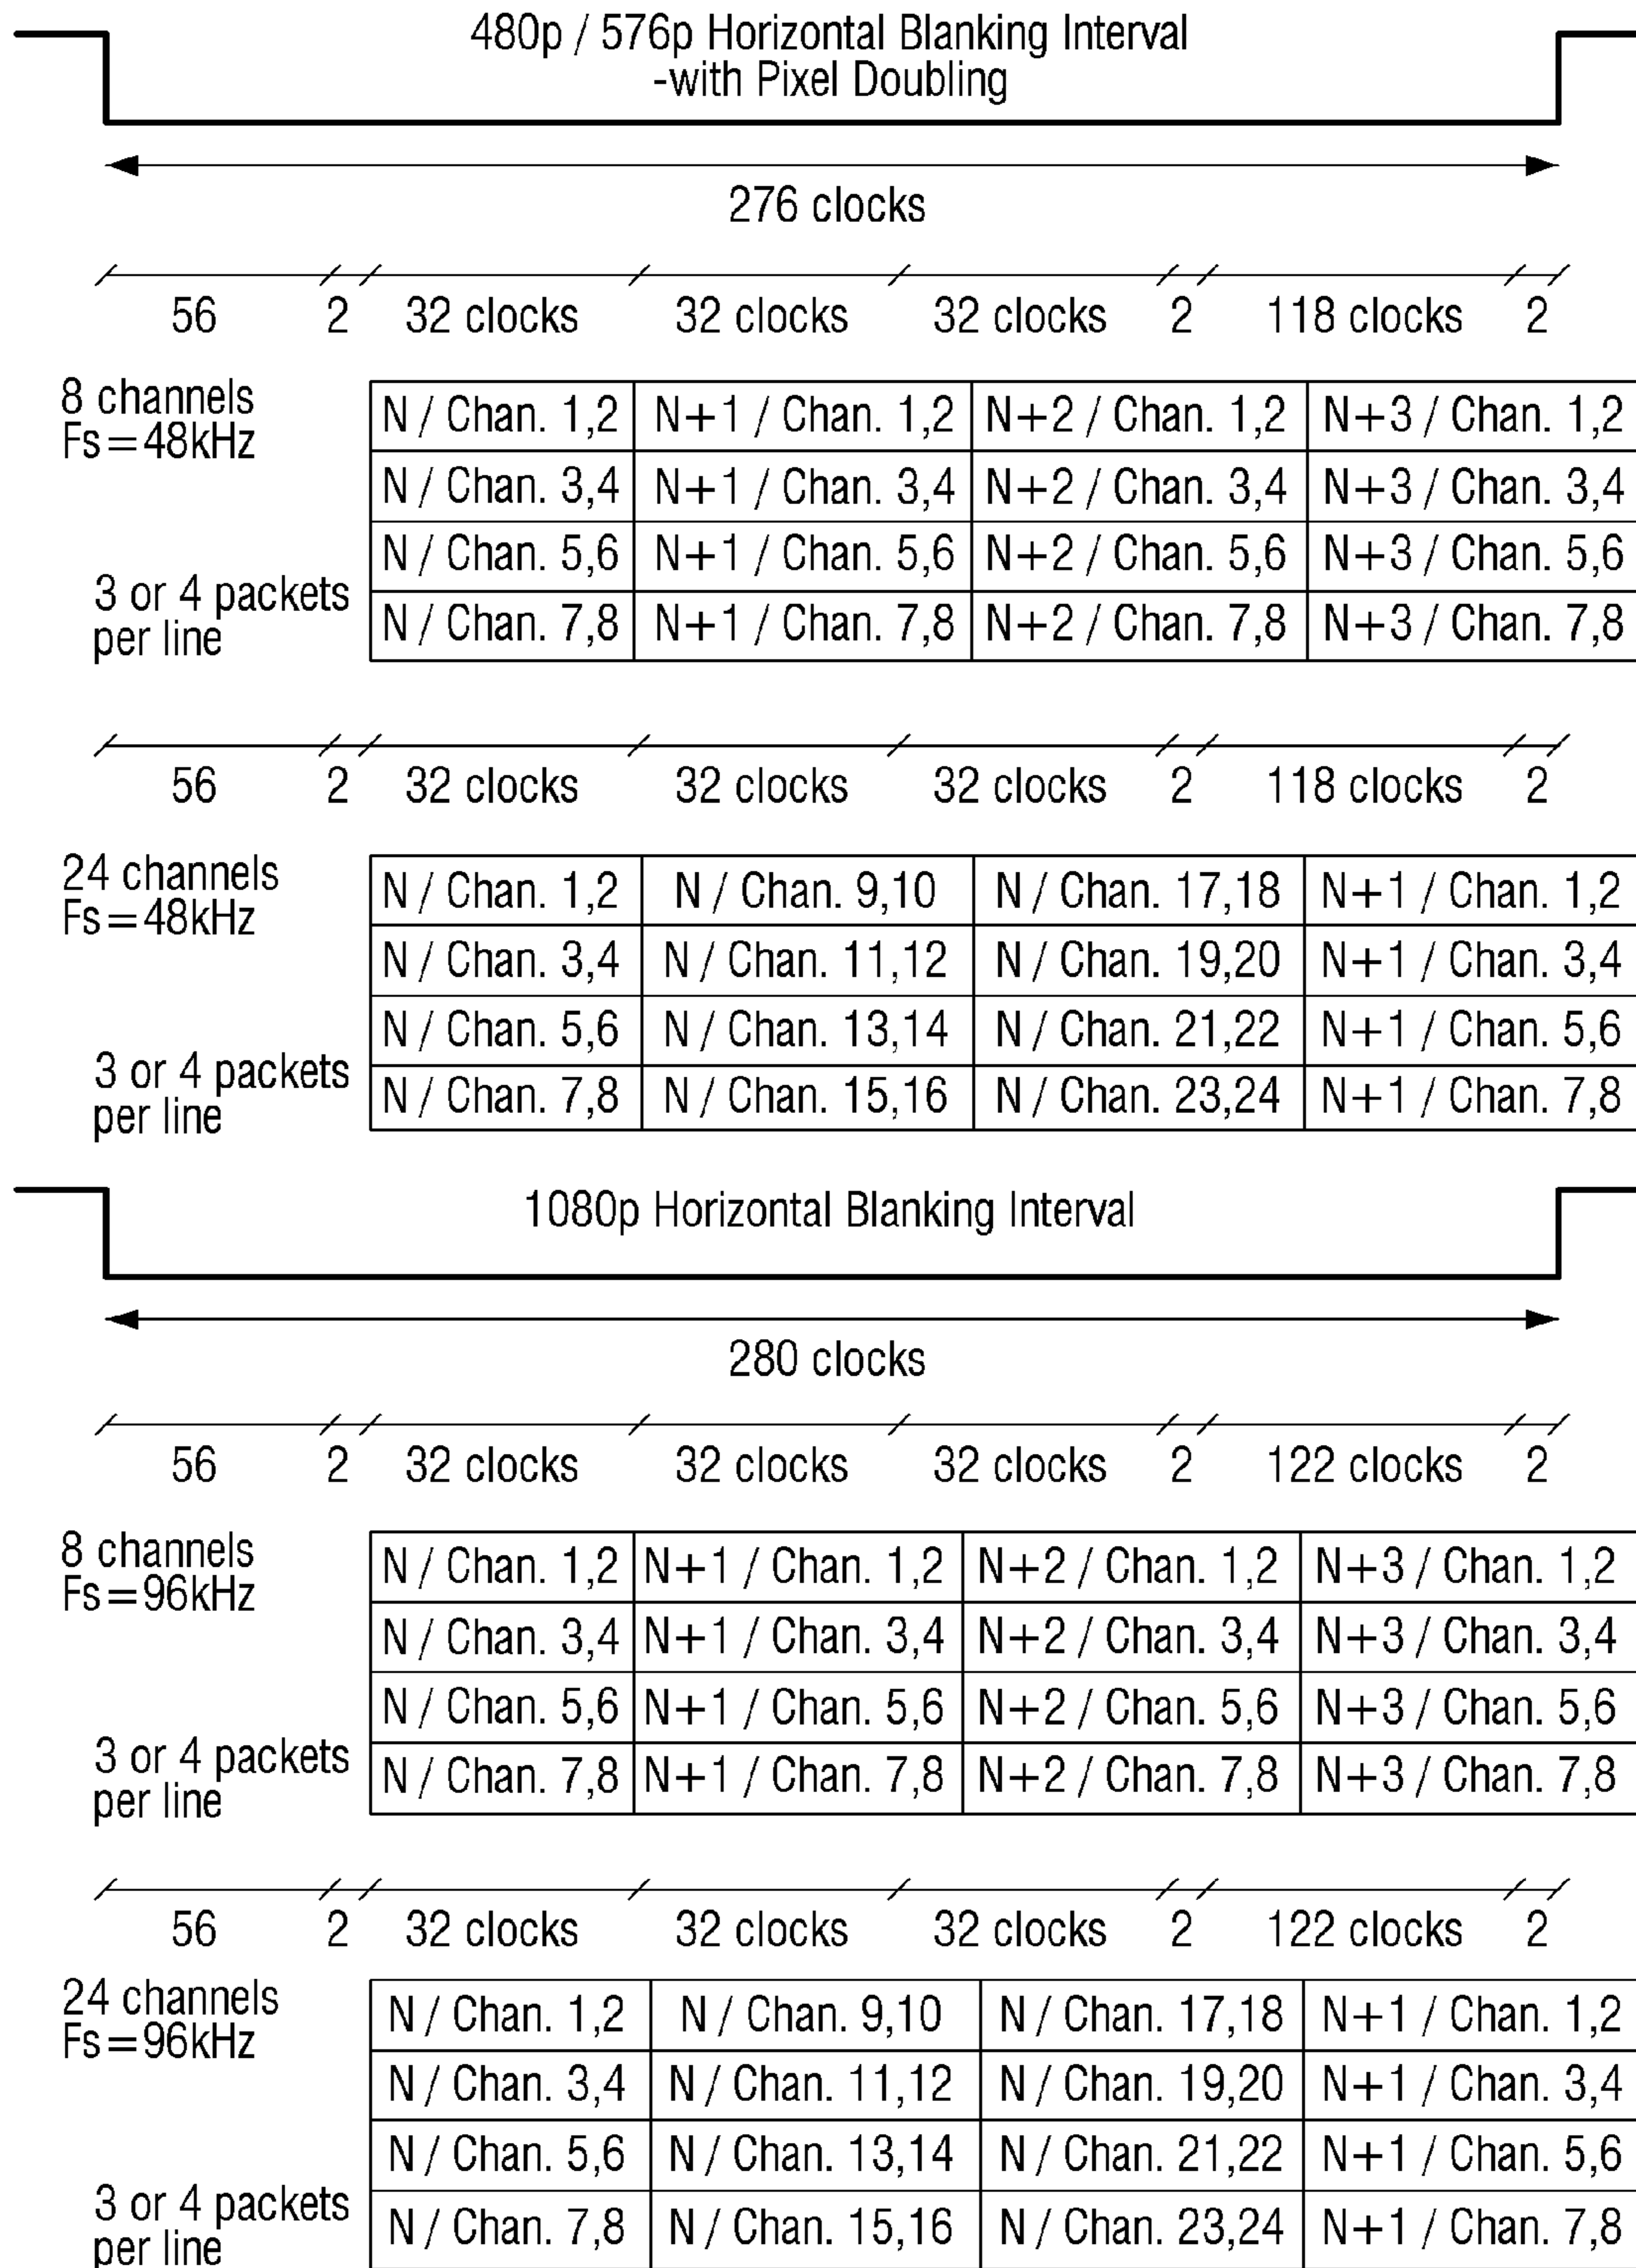 480p / 576p Horizontal Blanking Interval
-with Pixel Doubling
276 clocks
56 2 32 clocks 32 clocks 32 clocks 2 118 clocks 2
8 channels
Fs=48kHz
3 or 4 packets
per line
N / Chan. 1,2 N+1 / Chan. 1,2 N+2 / Chan. 1,2 N+3 / Chan. 1,2
N / Chan. 3,4 N+1 / Chan. 3,4 N+2 / Chan. 3,4 N+3 / Chan. 3,4
N / Chan. 5,6 N+1 / Chan. 5,6 N+2 / Chan. 5,6 N+3 / Chan. 5,6
N / Chan. 7,8 N+1 / Chan. 7,8 N+2 / Chan. 7,8 N+3 / Chan. 7,8
56 2 32 clocks 32 clocks 32 clocks 2 118 clocks 2
24 channels
Fs=48kHz
3 or 4 packets
per line
N / Chan. 1,2 N / Chan. 9,10 N / Chan. 17,18 N+1 / Chan. 1,2
N / Chan. 3,4 N / Chan. 11,12 N / Chan. 19,20 N+1 / Chan. 3,4
N / Chan. 5,6 N / Chan. 13,14 N / Chan. 21,22 N+1 / Chan. 5,6
N / Chan. 7,8 N / Chan. 15,16 N / Chan. 23,24 N+1 / Chan. 7,8
1080p Horizontal Blanking Interval
280 clocks
56 2 32 clocks 32 clocks 32 clocks 2 122 clocks 2
8 channels
Fs=96kHz
3 or 4 packets
per line
N / Chan. 1,2 N+1 / Chan. 1,2 N+2 / Chan. 1,2 N+3 / Chan. 1,2
N / Chan. 3,4 N+1 / Chan. 3,4 N+2 / Chan. 3,4 N+3 / Chan. 3,4
N / Chan. 5,6 N+1 / Chan. 5,6 N+2 / Chan. 5,6 N+3 / Chan. 5,6
N / Chan. 7,8 N+1 / Chan. 7,8 N+2 / Chan. 7,8 N+3 / Chan. 7,8
56 2 32 clocks 32 clocks 32 clocks 2 122 clocks 2
24 channels
Fs=96kHz
3 or 4 packets
per line
N / Chan. 1,2 N / Chan. 9,10 N / Chan. 17,18 N+1 / Chan. 1,2
N / Chan. 3,4 N / Chan. 11,12 N / Chan. 19,20 N+1 / Chan. 3,4
N / Chan. 5,6 N / Chan. 13,14 N / Chan. 21,22 N+1 / Chan. 5,6
N / Chan. 7,8 N / Chan. 15,16 N / Chan. 23,24 N+1 / Chan. 7,8